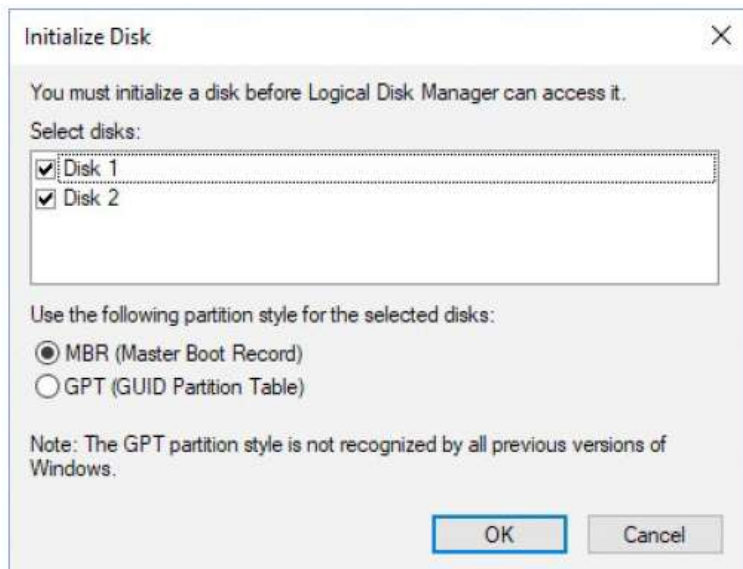 Initialize Disk
You must initialize a disk before Logical Disk Manager can access it.
Select disks:
Disk 1
Disk 2
Use the following partition style for the selected disks:
MBR (Master Boot Record)
GPT (GUID Partition Table)
Note: The GPT partition style is not recognized by all previous versions of
Windows.
OK Cancel